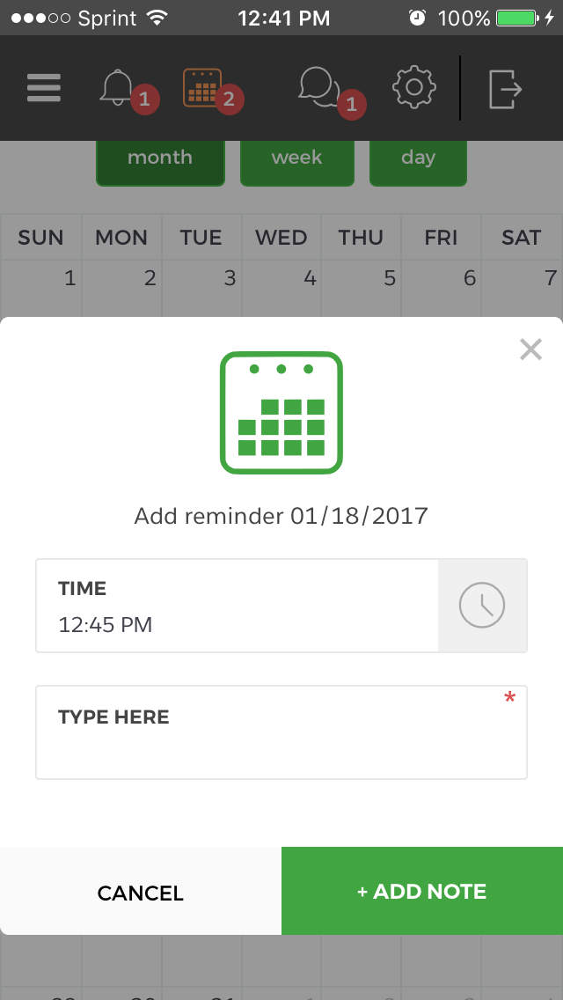 Sprint 12:41 PM 100%
1 2 1
month week day
SUN MON TUE WED THU FRI SAT
1 2 3 4 5 6 7
Add reminder 01/18/2017
TIME
12:45 PM
*
TYPE HERE
CANCEL + ADD NOTE